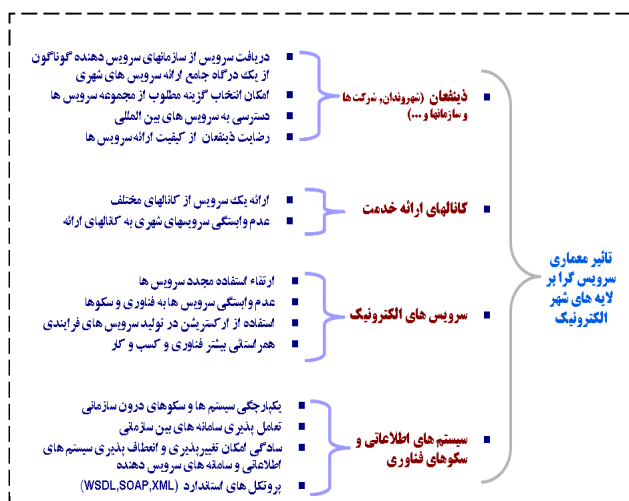 تاثیر معماری
سرویس گرا بر
لایه های شهر
الکترونیک
ذینفعان (شهروندان, شرکت ها
و سازمانها و ...)
دریافت سرویس از سازمانهای سرویس دهنده گوناگون
از یک درگاه جامع ارائه سرویس های شهری
امکان انتخاب گزینه مطلوب از مجموعه سرویس ها
دسترسی به سرویس های بین المللی
رضایت ذینفعان از کیفیت ارائه سرویس ها
کانالهای ارائه خدمت
ارائه یک سرویس از کانالهای مختلف
عدم وابستگی سرویسهای شهری به کانالهای ارائه
سرویس های الکترونیک
ارتقاء استفاده مجدد سرویس ها
عدم وابستگی سرویس ها به فناوری و سکوها
استفاده از ارکستریشن در تولید سرویس های فرایندی
همراستائی بیشتر فناوری و کسب و کار
سیستم های اطلاعاتی و
سکوهای فناوری
یکپارچگی سیستم ها و سکوهای درون سازمانی
تعامل پذیری سامانه های بین سازمانی
سادگی امکان تغییرپذیری و انعطاف پذیری سیستم های
اطلاعاتی و سامانه های سرویس دهنده
پروتکل های استاندارد (WSDL,SOAP,XML)